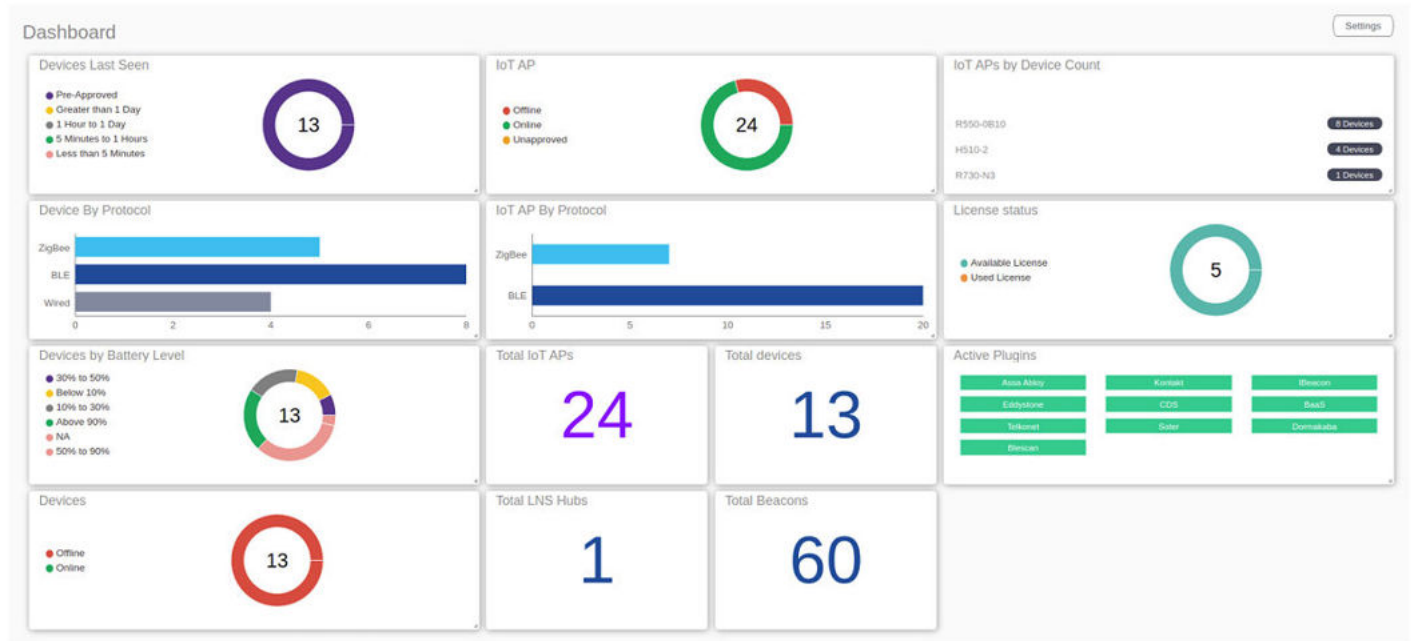 Dashboard
Settings
Devices Last Seen
Pre-Approved
Greater than 1 Day
1 Hour to 1 Day
5 Minutes to 1 Hours
Less than 5 Minutes
13
IoT AP
Offline
Online
Unapproved
24
IoT APs by Device Count
R550-0B10
8 Devices
H510-2
4 Devices
R730-N3
1 Devices
Device By Protocol
ZigBee
BLE
Wired
0 2 4 6 8
IoT AP By Protocol
ZigBee
BLE
0 5 10 15 20
License status
Available License
Used License
5
Devices by Battery Level
30% to 50%
Below 10%
10% to 30%
Above 90%
NA
50% to 90%
13
Total IoT APs
24
Total devices
13
Active Plugins
Assa Abloy Kontakt IBeacon
Eddystone CDS BaaS
Telkonet Soter Dormakaba
Blescan
Devices
Offline
Online
13
Total LNS Hubs
1
Total Beacons
60